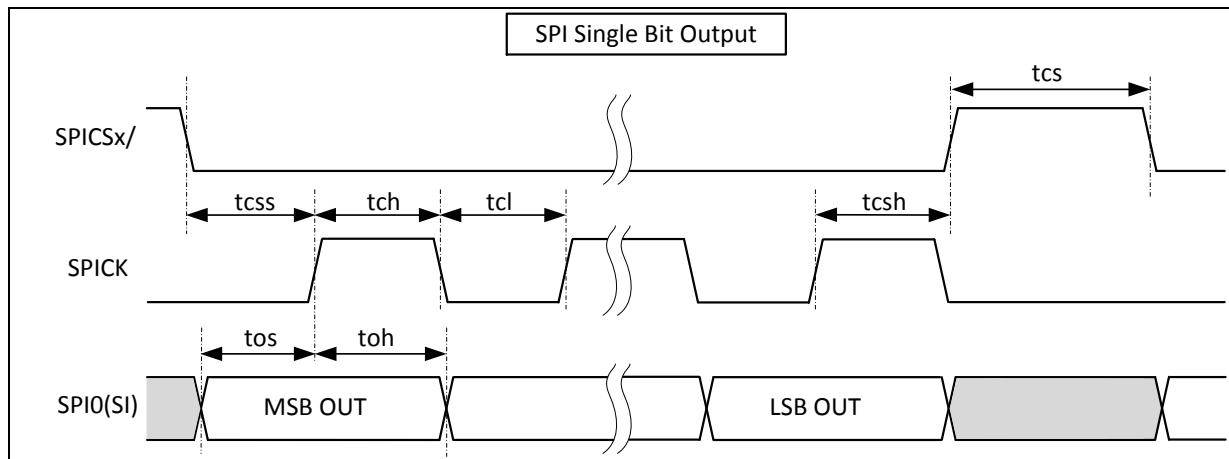 SPI Single Bit Output
tcs
SPICSx/
tcss
tch
tcl
tcsh
SPICK
tos
toh
SPI0(SI)
MSB OUT
LSB OUT